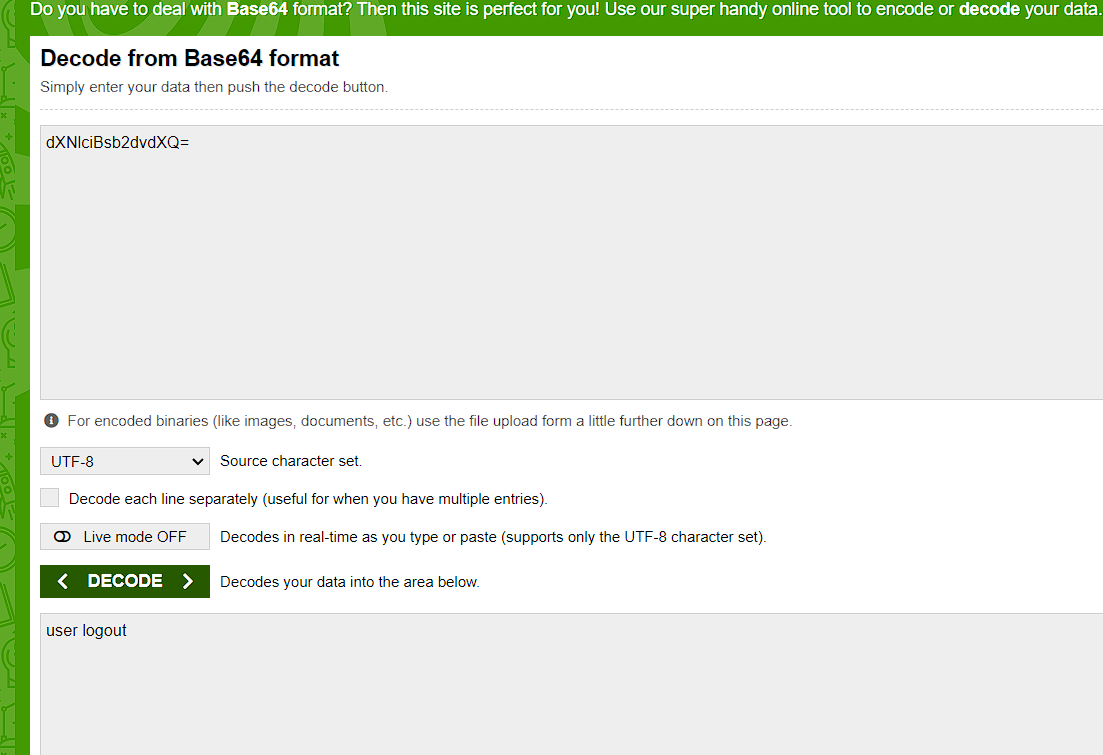 Do you have to deal with Base64 format? Then this site is perfect for you! Use our super handy online tool to encode or decode your data.
Decode from Base64 format
Simply enter your data then push the decode button.
dXNlciBsb2dvdXQ=
For encoded binaries (like images, documents, etc.) use the file upload form a little further down on this page.
UTF-8 Source character set.
Decode each line separately (useful for when you have multiple entries).
Live mode OFF Decodes in real-time as you type or paste (supports only the UTF-8 character set).
< DECODE > Decodes your data into the area below.
user logout